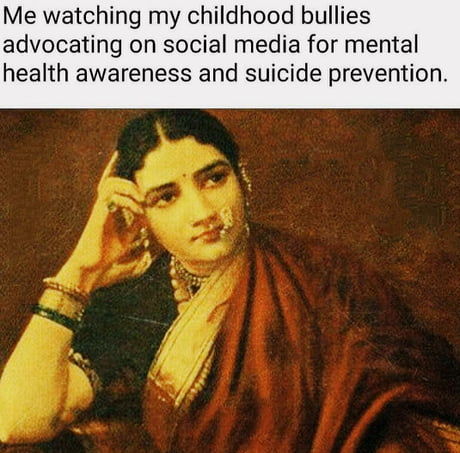 Me watching my childhood bullies
advocating on social media for mental
health awareness and suicide prevention.